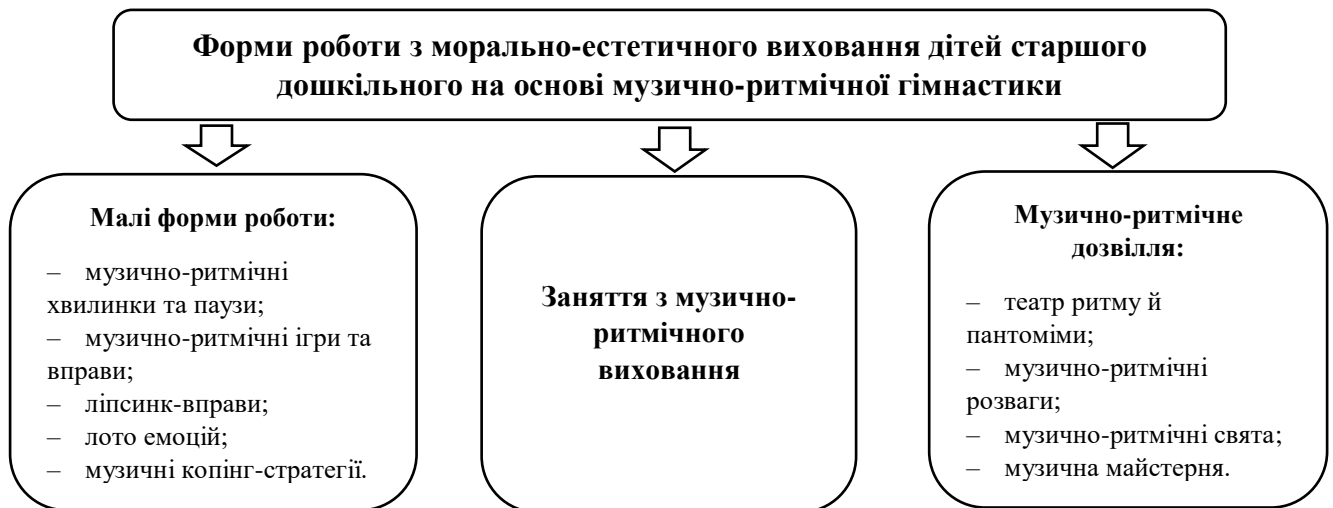 Форми роботи з морально-естетичного виховання дітей старшого
дошкільного на основі музично-ритмічної гімнастики
Малі форми роботи:
– музично-ритмічні
хвилинки та паузи;
– музично-ритмічні ігри та
вправи;
– ліпсинк-вправи;
– лото емоцій;
– музичні копінг-стратегії.
Заняття з музично-
ритмічного
виховання
Музично-ритмічне
дозвілля:
– театр ритму й
пантоміми;
– музично-ритмічні
розваги;
– музично-ритмічні свята;
– музична майстерня.